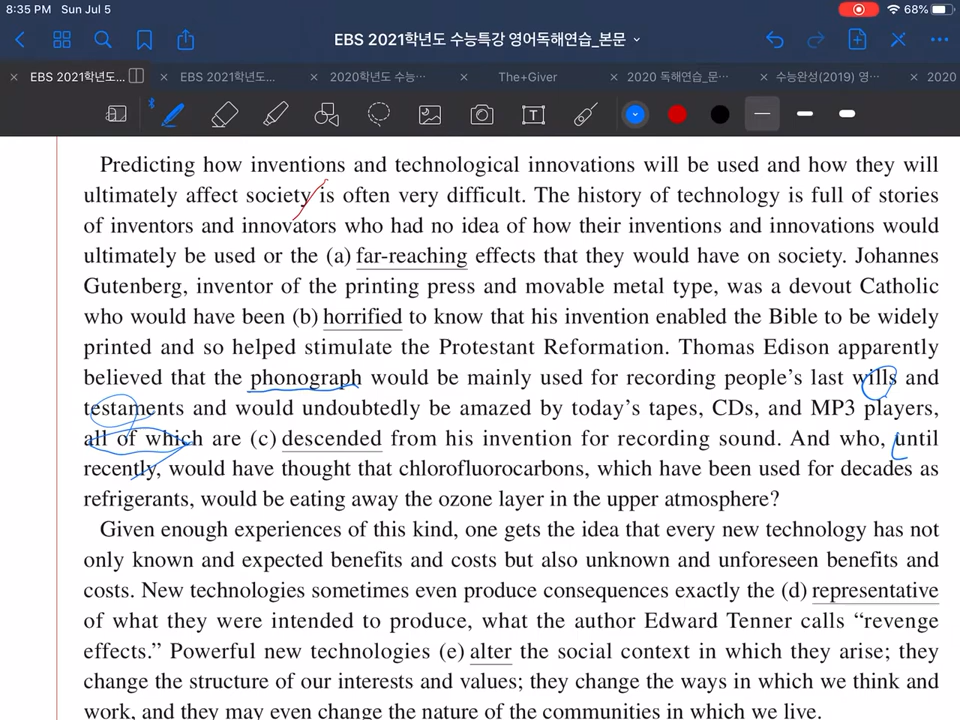 8:35 PM Sun Jul 5 68%
EBS 2021학년도 수능특강 영어독해연습_본문
EBS 2021학년도... EBS 2021학년도... 2020학년도 수능… The+Giver 2020 독해연습_문… 수능완성(2019) 영… 2020
Predicting how inventions and technological innovations will be used and how they will
ultimately affect society is often very difficult. The history of technology is full of stories
of inventors and innovators who had no idea of how their inventions and innovations would
ultimately be used or the (a) far-reaching effects that they would have on society. Johannes
Gutenberg, inventor of the printing press and movable metal type, was a devout Catholic
who would have been (b) horrified to know that his invention enabled the Bible to be widely
printed and so helped stimulate the Protestant Reformation. Thomas Edison apparently
believed that the phonograph would be mainly used for recording people's last wills and
testaments and would undoubtedly be amazed by today's tapes, CDs, and MP3 players,
all of which are (c) descended from his invention for recording sound. And who, until
recently, would have thought that chlorofluorocarbons, which have been used for decades as
refrigerants, would be eating away the ozone layer in the upper atmosphere?
Given enough experiences of this kind, one gets the idea that every new technology has not
only known and expected benefits and costs but also unknown and unforeseen benefits and
costs. New technologies sometimes even produce consequences exactly the (d) representative
of what they were intended to produce, what the author Edward Tenner calls “revenge
effects.” Powerful new technologies (e) alter the social context in which they arise; they
change the structure of our interests and values; they change the ways in which we think and
work, and they may even change the nature of the communities in which we live.